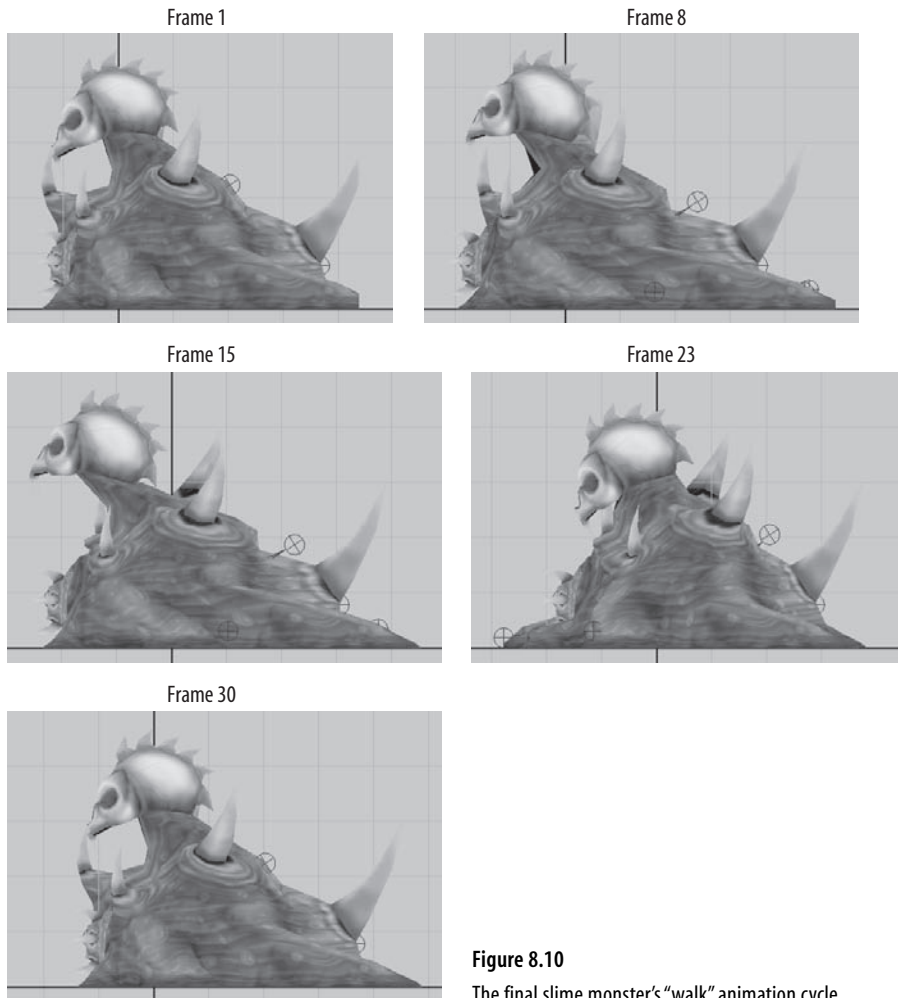 Frame 1
Frame 8
Frame 15
Frame 23
Frame 30
Figure 8.10
The final slime monster's “walk” animation cycle